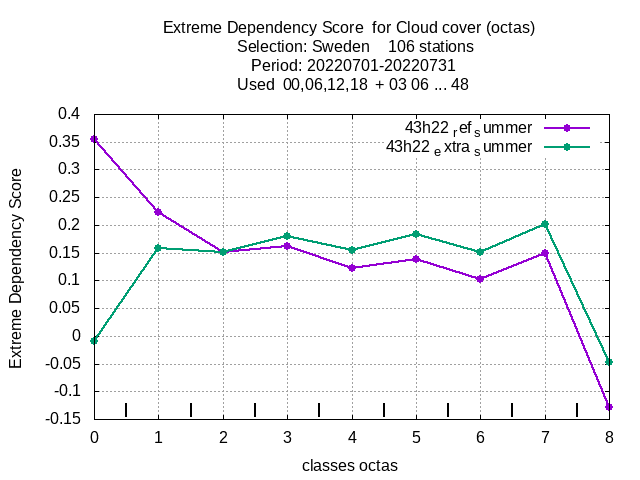 Extreme Dependency Score  for Cloud cover (octas)
Selection: Sweden    106 stations
Period: 20220701-20220731
Used  00,06,12,18  + 03 06 ... 48
43h22 ref summer
43h22 extra summer
Extreme Dependency Score
0.4
0.35
0.3
0.25
0.2
0.15
0.1
0.05
0
-0.05
-0.1
-0.15
0 1 2 3 4 5 6 7 8
classes octas